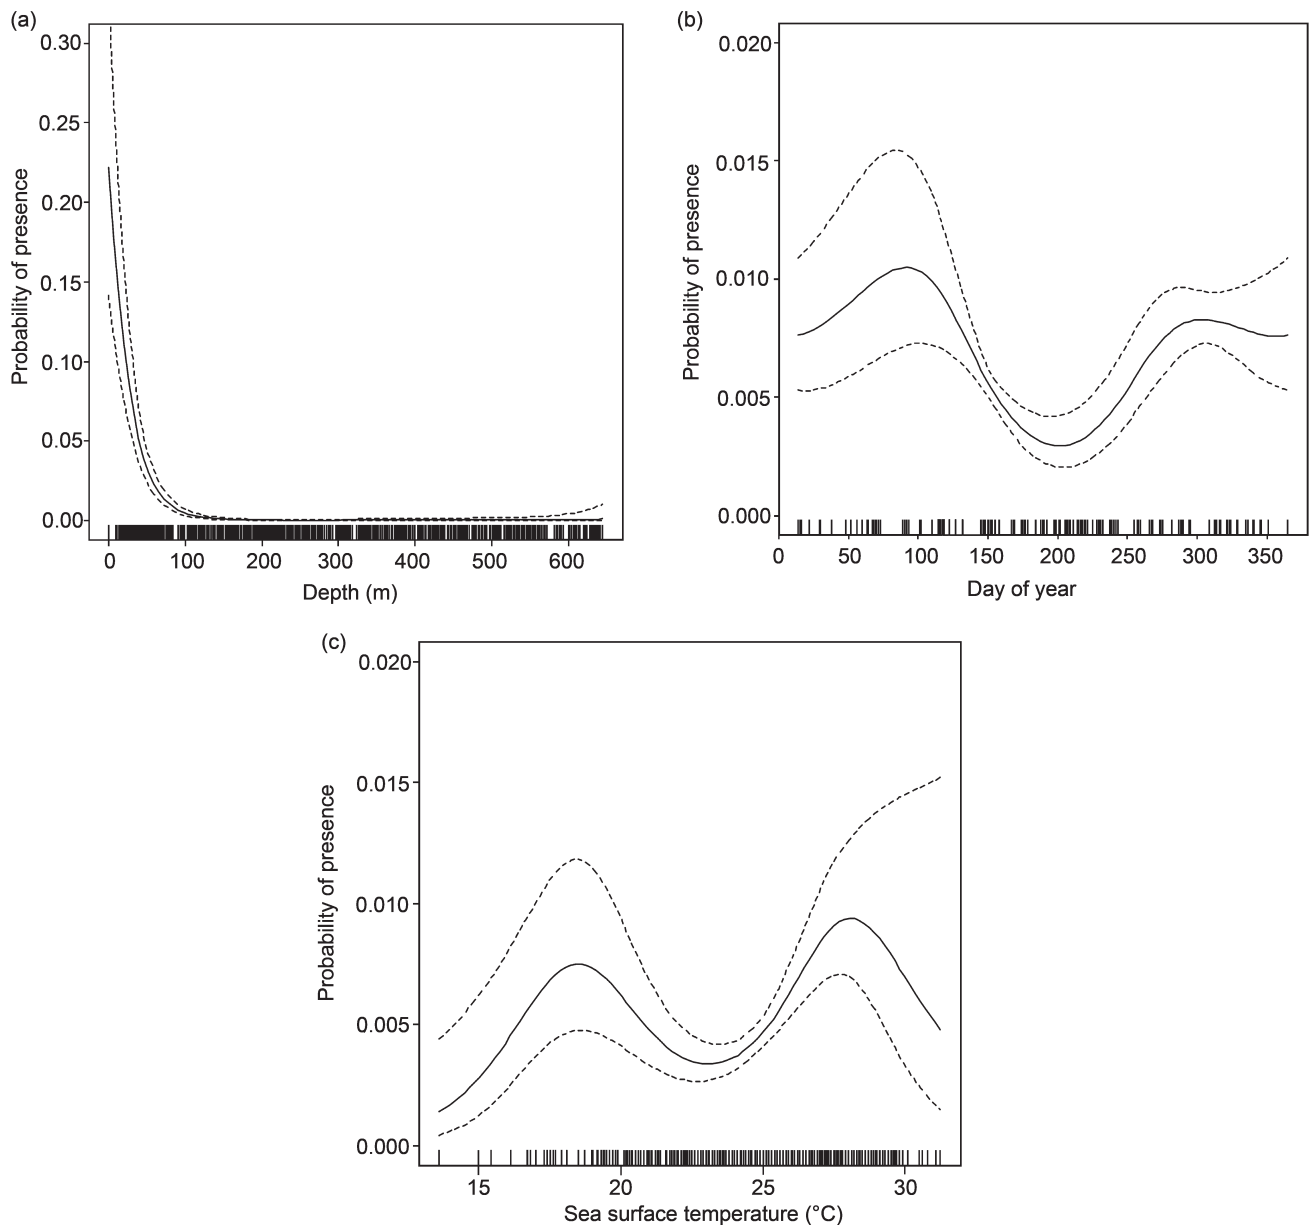 (a)
0.30
0.25
0.20
0.15
0.10
0.05
0.00
Probability of presence
0 100 200 300 400 500 600
Depth (m)
(b)
0.020
0.015
0.010
0.005
0.000
Probability of presence
0 50 100 150 200 250 300 350
Day of year
(c)
0.020
0.015
0.010
0.005
0.000
Probability of presence
15 20 25 30
Sea surface temperature (°C)